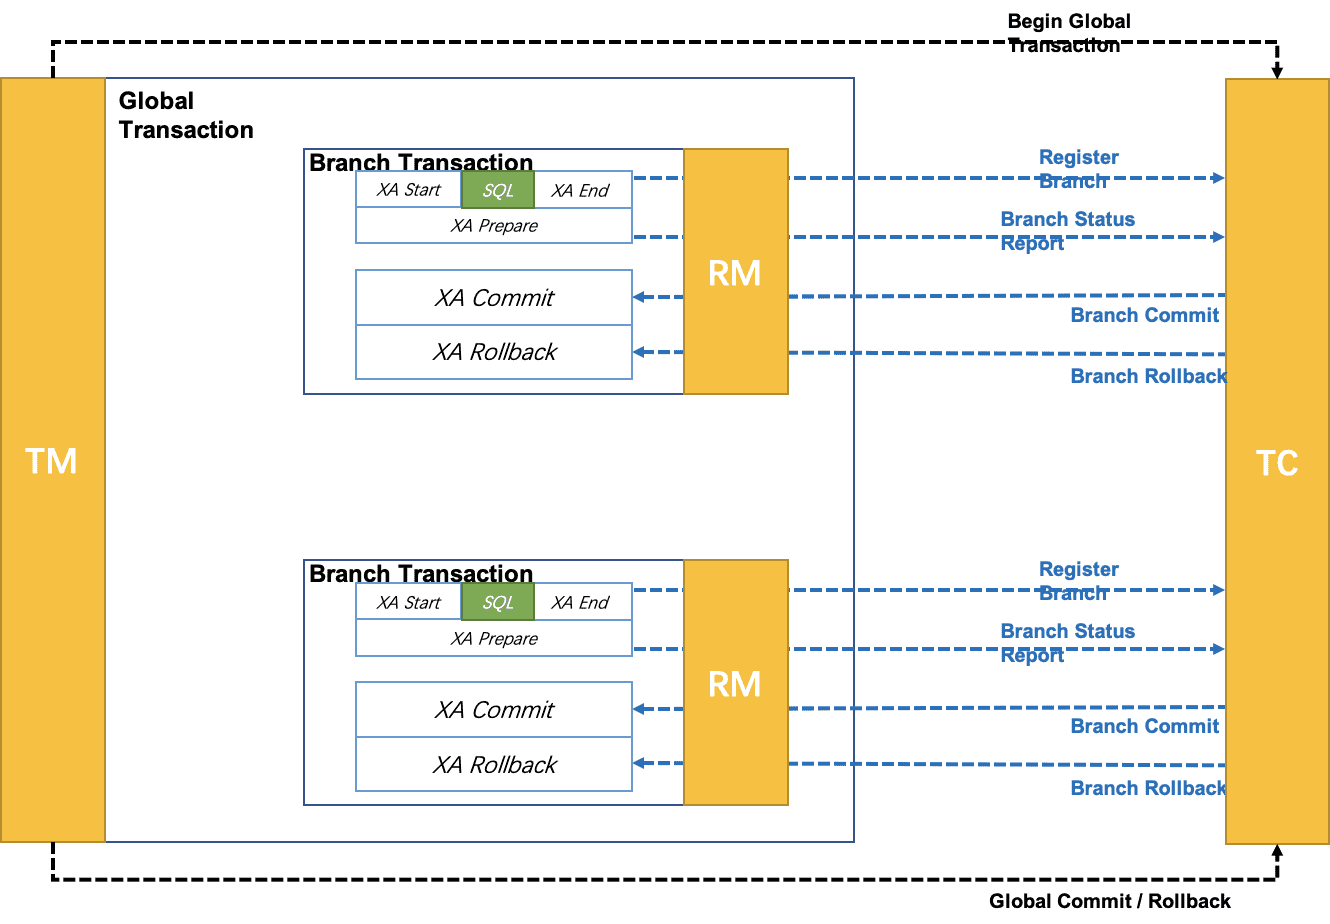 Begin Global
Transaction
Global
Transaction
Branch Transaction
XA Start
SQL
XA End
XA Prepare
XA Commit
XA Rollback
RM
Register
Branch
Branch Status
Report
Branch Commit
Branch Rollback
TM
TC
Branch Transaction
XA Start
SQL
XA End
XA Prepare
XA Commit
XA Rollback
RM
Register
Branch
Branch Status
Report
Branch Commit
Branch Rollback
Global Commit / Rollback